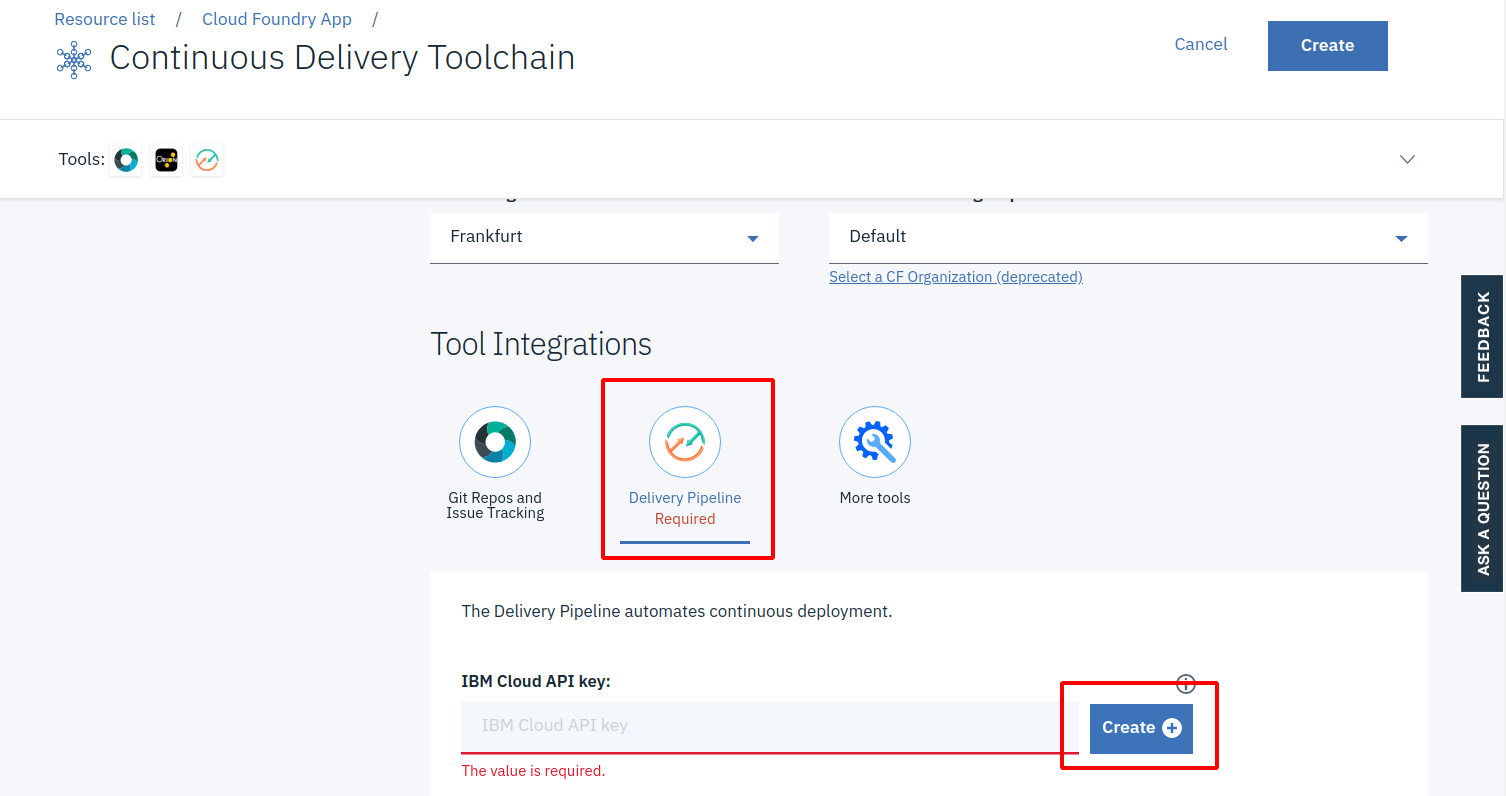 Resource list / Cloud Foundry App /
Continuous Delivery Toolchain
Cancel
Create
Tools:
ORION
Frankfurt
Default
Select a CF Organization (deprecated)
Tool Integrations
Git Repos and
Issue Tracking
Delivery Pipeline
Required
More tools
The Delivery Pipeline automates continuous deployment.
IBM Cloud API key:
IBM Cloud API key
Create
The value is required.
FEEDBACK
ASK A QUESTION